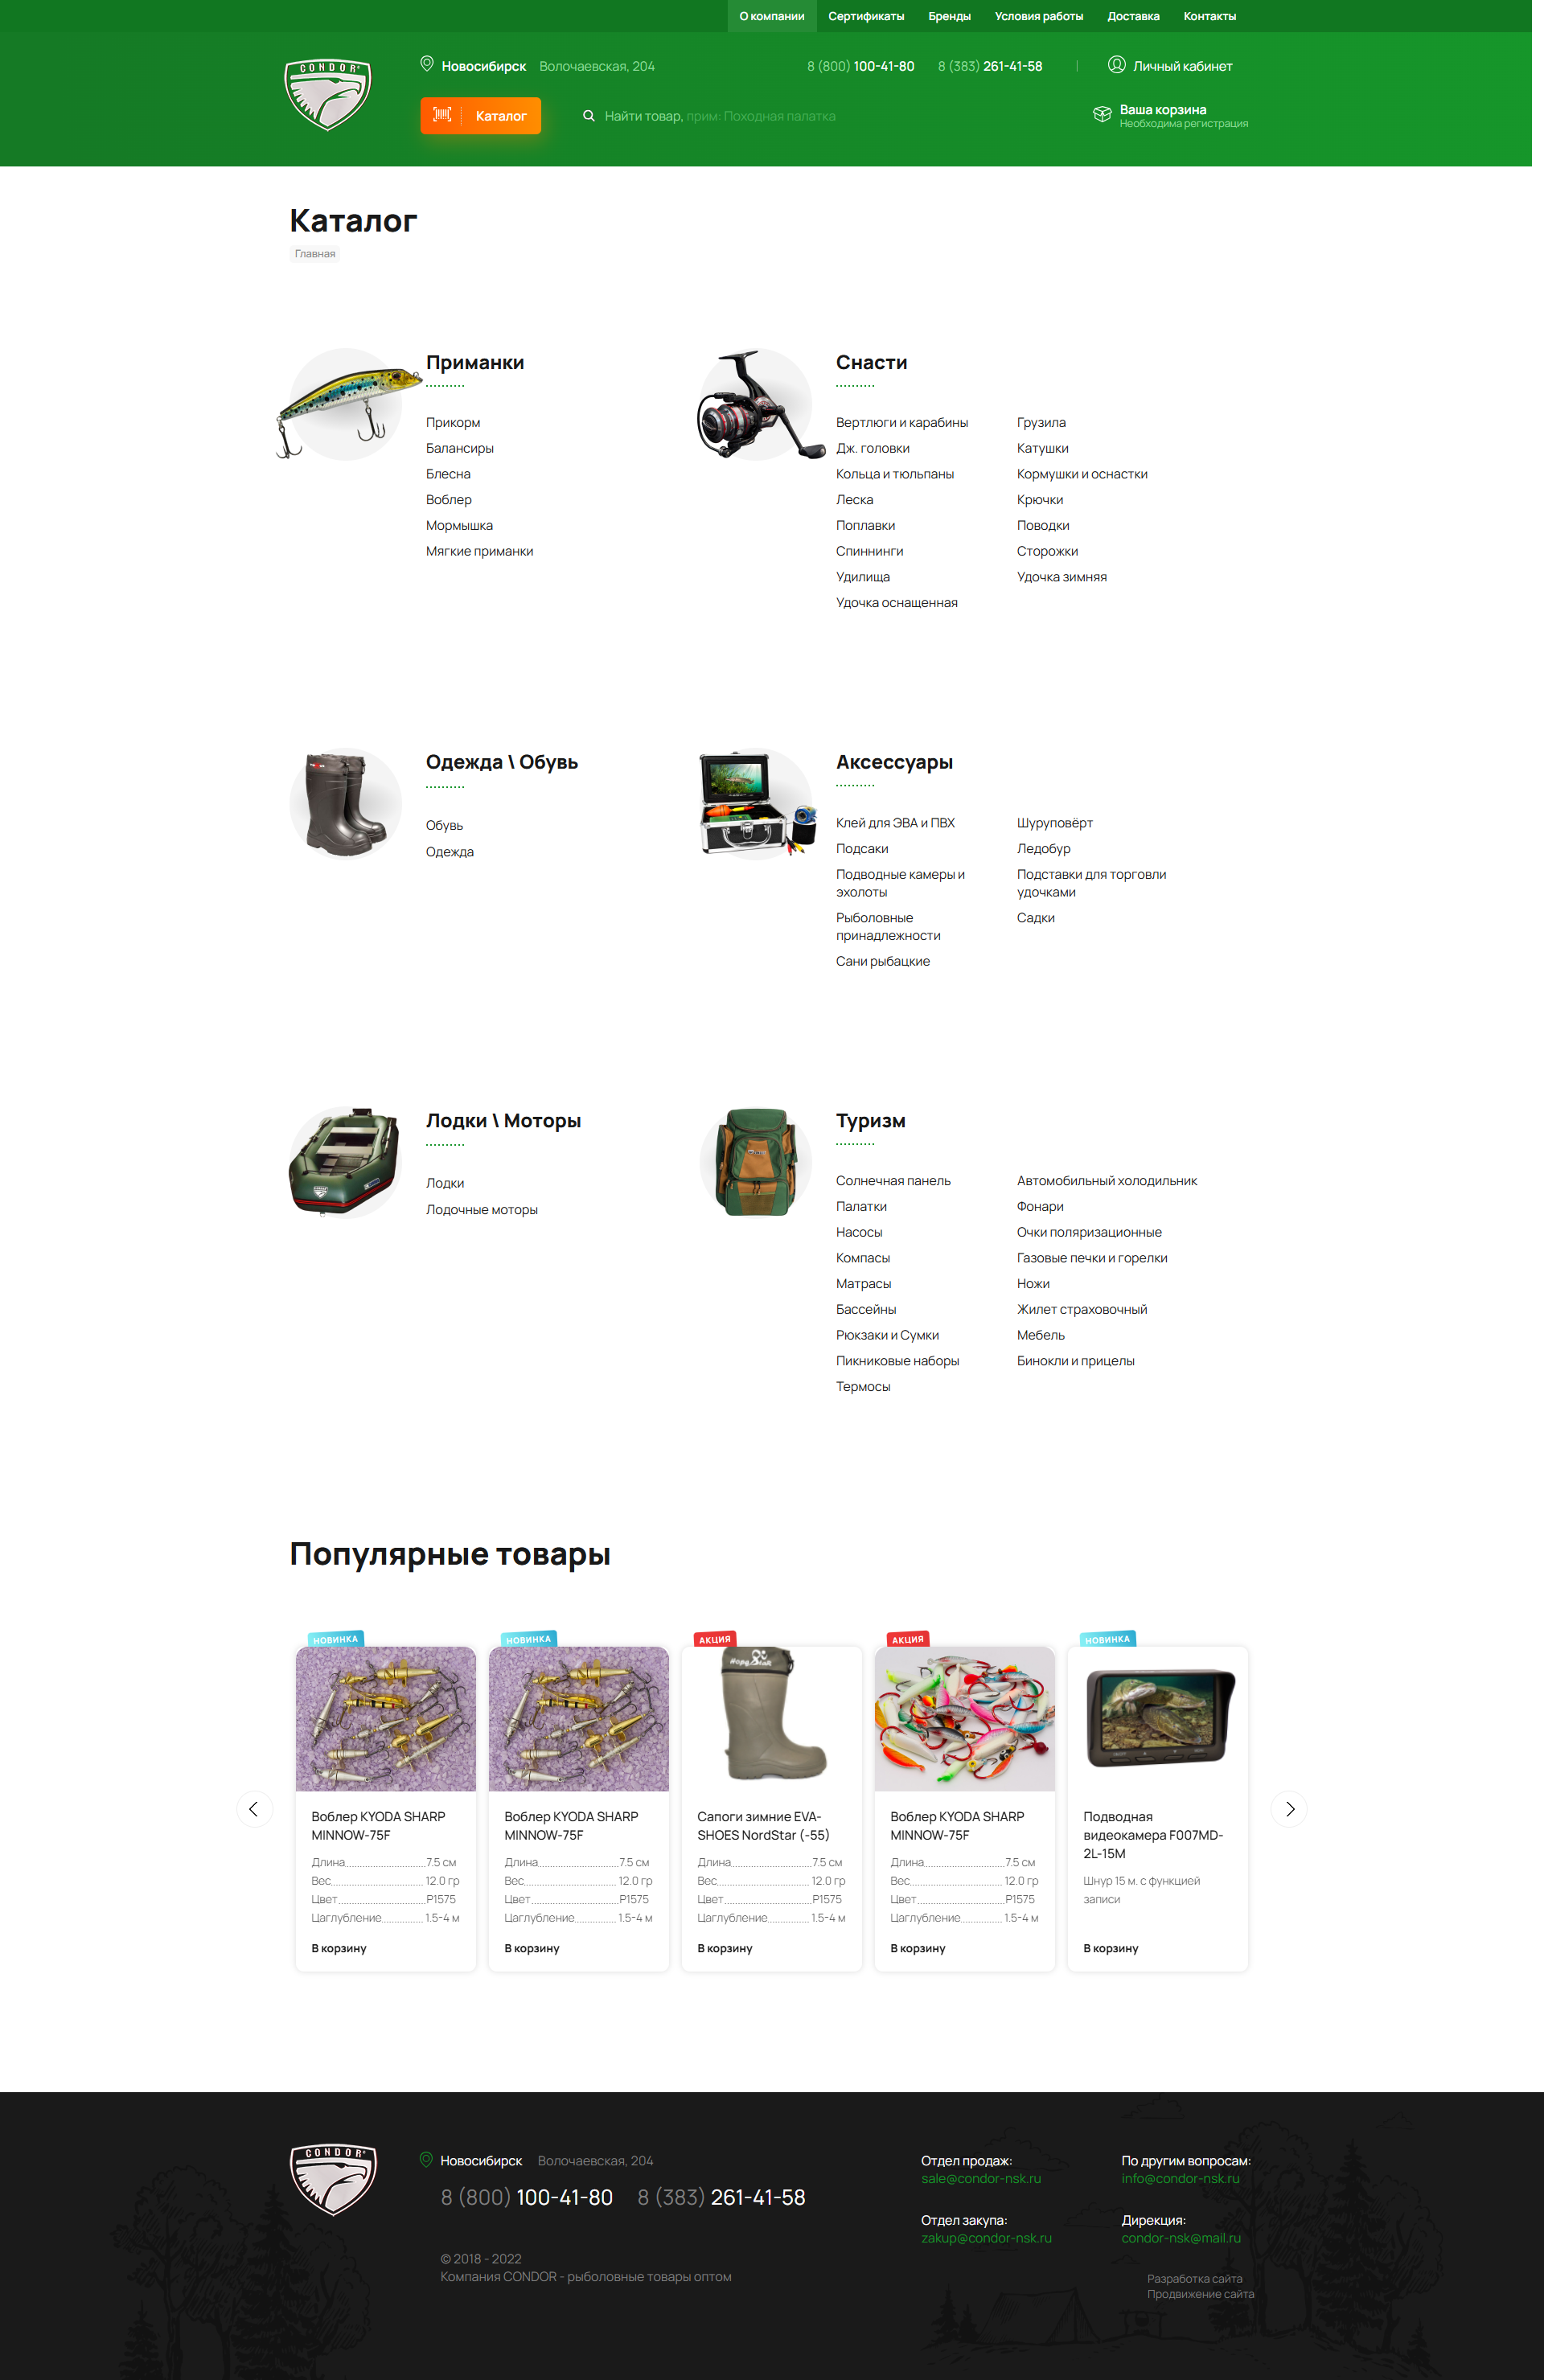 О компании Сертификаты Бренды Условия работы Доставка Контакты
CONDOR
Новосибирск Волочаевская, 204 8 (800) 100-41-80 8 (383) 261-41-58 Личный кабинет
Каталог Найти товар, прим: Походная палатка Ваша корзина
Необходима регистрация
Каталог
Главная
Приманки
Прикорм
Балансиры
Блесна
Воблер
Мормышка
Мягкие приманки
Снасти
Вертлюги и карабины Грузила
Дж. головки Катушки
Кольца и тюльпаны Кормушки и оснастки
Леска Крючки
Поплавки Поводки
Спиннинги Сторожки
Удилища Удочка зимняя
Удочка оснащенная
Одежда \ Обувь
Обувь
Одежда
Аксессуары
Клей для ЭВА и ПВХ Шуруповёрт
Подсаки Ледобур
Подводные камеры и Подставки для торговли
эхолоты удочками
Рыболовные Садки
принадлежности
Сани рыбацкие
Лодки \ Моторы
Лодки
Лодочные моторы
Туризм
Солнечная панель Автомобильный холодильник
Палатки Фонари
Насосы Очки поляризационные
Компасы Газовые печки и горелки
Матрасы Ножи
Бассейны Жилет страховочный
Рюкзаки и Сумки Мебель
Пикниковые наборы Бинокли и прицелы
Термосы
Популярные товары
НОВИНКА
Воблер KYODA SHARP
MINNOW-75F
Длина 7.5 см
Вес 12.0 гр
Цвет P1575
Цаглубление 1.5-4 м
В корзину
НОВИНКА
Воблер KYODA SHARP
MINNOW-75F
Длина 7.5 см
Вес 12.0 гр
Цвет P1575
Цаглубление 1.5-4 м
В корзину
АКЦИЯ
Сапоги зимние EVA-
SHOES NordStar (-55)
Длина 7.5 см
Вес 12.0 гр
Цвет P1575
Цаглубление 1.5-4 м
В корзину
АКЦИЯ
Воблер KYODA SHARP
MINNOW-75F
Длина 7.5 см
Вес 12.0 гр
Цвет P1575
Цаглубление 1.5-4 м
В корзину
НОВИНКА
Подводная
видеокамера F007MD-
2L-15M
Шнур 15 м. с функцией
записи
В корзину
CONDOR
Новосибирск Волочаевская, 204
8 (800) 100-41-80 8 (383) 261-41-58
© 2018 - 2022
Компания CONDOR - рыболовные товары оптом
Отдел продаж:
sale@condor-nsk.ru
По другим вопросам:
info@condor-nsk.ru
Отдел закупа:
zakup@condor-nsk.ru
Дирекция:
condor-nsk@mail.ru
Разработка сайта
Продвижение сайта